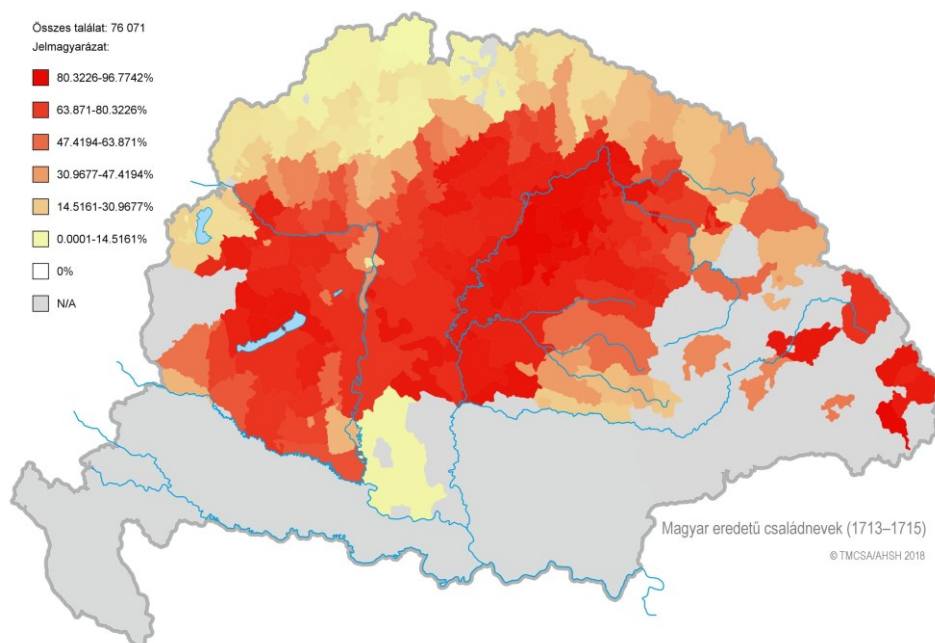 Összes találat: 76 071
Jelmagyarázat:
80.3226-96.7742%
63.871-80.3226%
47.4194-63.871%
30.9677-47.4194%
14.5161-30.9677%
0.0001-14.5161%
0%
N/A
Magyar eredetű családnevek (1713–1715)
© TMCSA/AHSH 2018